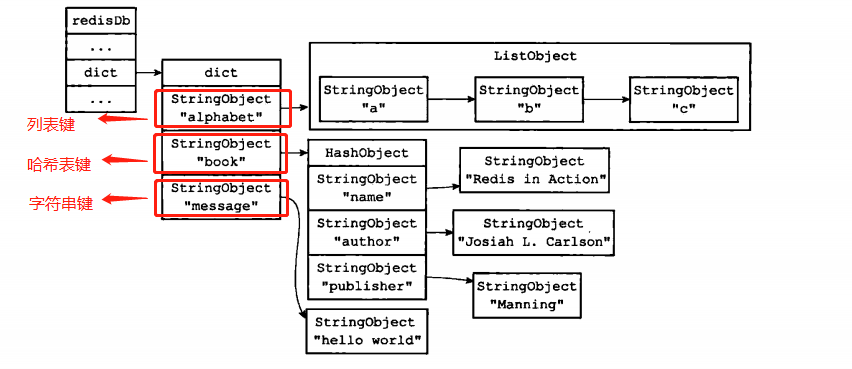 redisDb
...
dict
...
dict
StringObject
"alphabet"
StringObject
"book"
StringObject
"message"
列表键
哈希表键
字符串键
ListObject
StringObject
"a"
StringObject
"b"
StringObject
"c"
HashObject
StringObject
"name"
StringObject
"author"
StringObject
"publisher"
StringObject
"Redis in Action"
StringObject
"Josiah L. Carlson"
StringObject
"Manning"
StringObject
"hello world"